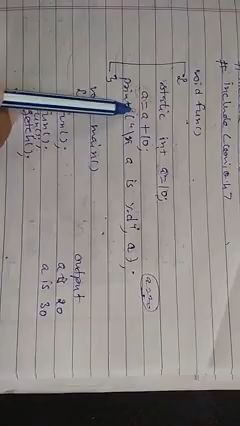 # include <conio.h>
void fun()
{
static int a=10;
a=a+10;
printf("\n a is %d", a);
}
main()
{
fun();
fun();
getch();
output
a is 20
a is 30